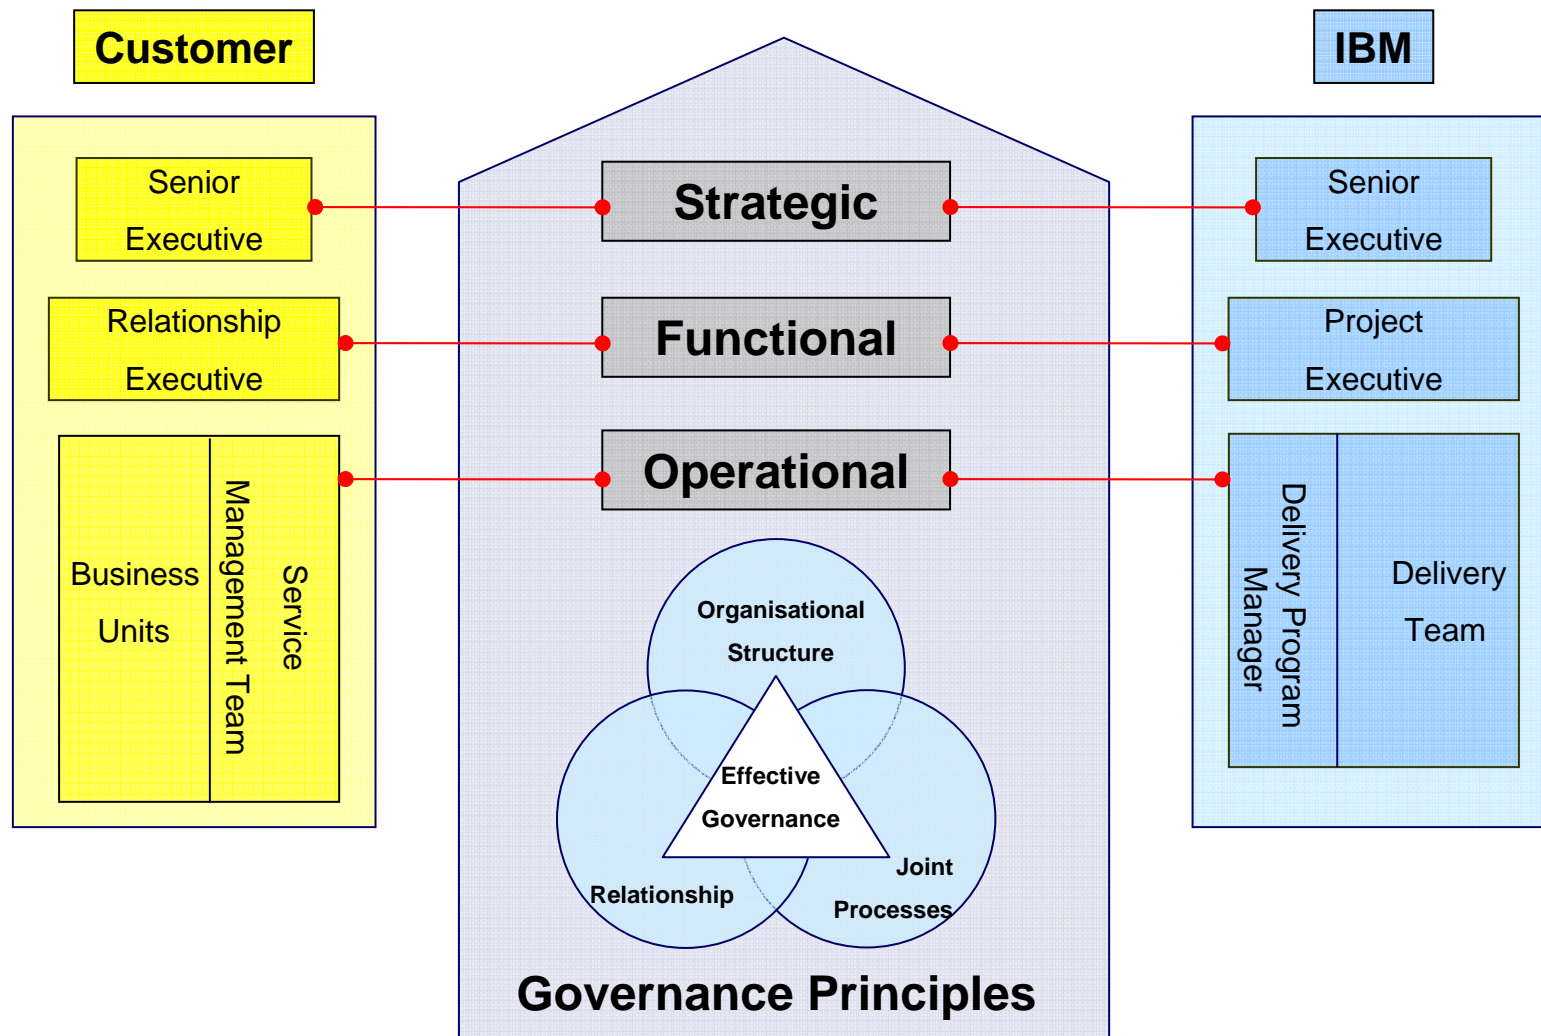 Customer
IBM
Senior
Executive
Strategic
Senior
Executive
Relationship
Executive
Functional
Project
Executive
Operational
Business
Units
Service
Management Team
Delivery Program
Manager
Delivery
Team
Organisational
Structure
Effective
Governance
Relationship
Joint
Processes
Governance Principles